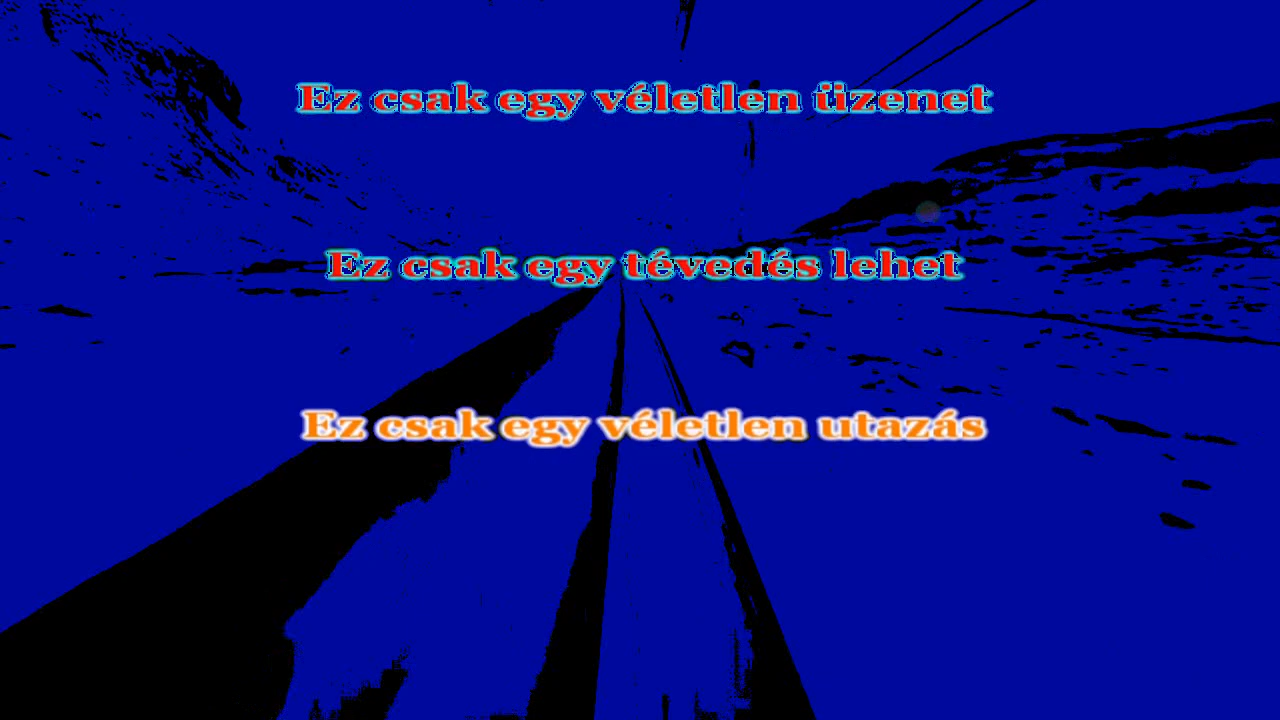 Ez csak egy véletlen üzenet
Ez csak egy tévedés lehet
Ez csak egy véletlen utazás